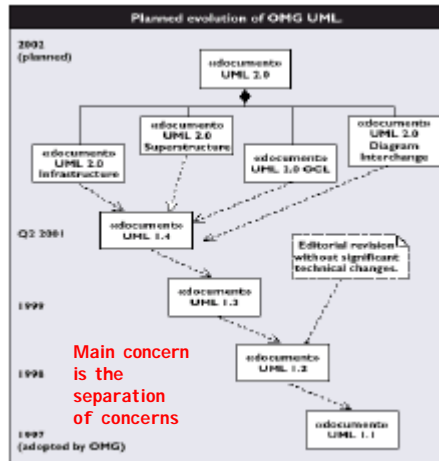 Planned evolution of OMG UML.
2002
(planned)
«document»
UML 2.0
«document»
UML 2.0
Infrastructure
«document»
UML 2.0
Superstructure
«document»
UML 2.0 OCL
«document»
UML 2.0
Diagram
Interchange
Q2 2001
«document»
UML 1.4
Editorial revision
without significant
technical changes.
1999
«document»
UML 1.3
Main concern
is the
separation
of concerns
1998
«document»
UML 1.2
1997
(adopted by OMG)
«document»
UML 1.1